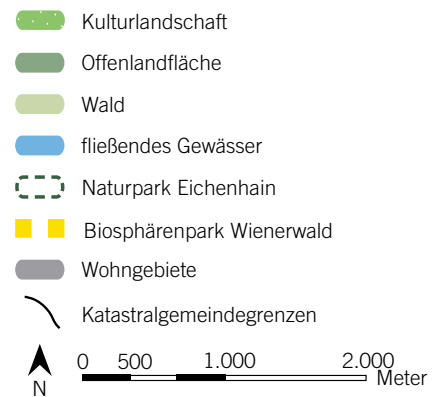 Kulturlandschaft
Offenlandfläche
Wald
fließendes Gewässer
Naturpark Eichenhain
Biosphärenpark Wienerwald
Wohngebiete
Katastralgemeindegrenzen
0 500 1.000 2.000
Meter
N